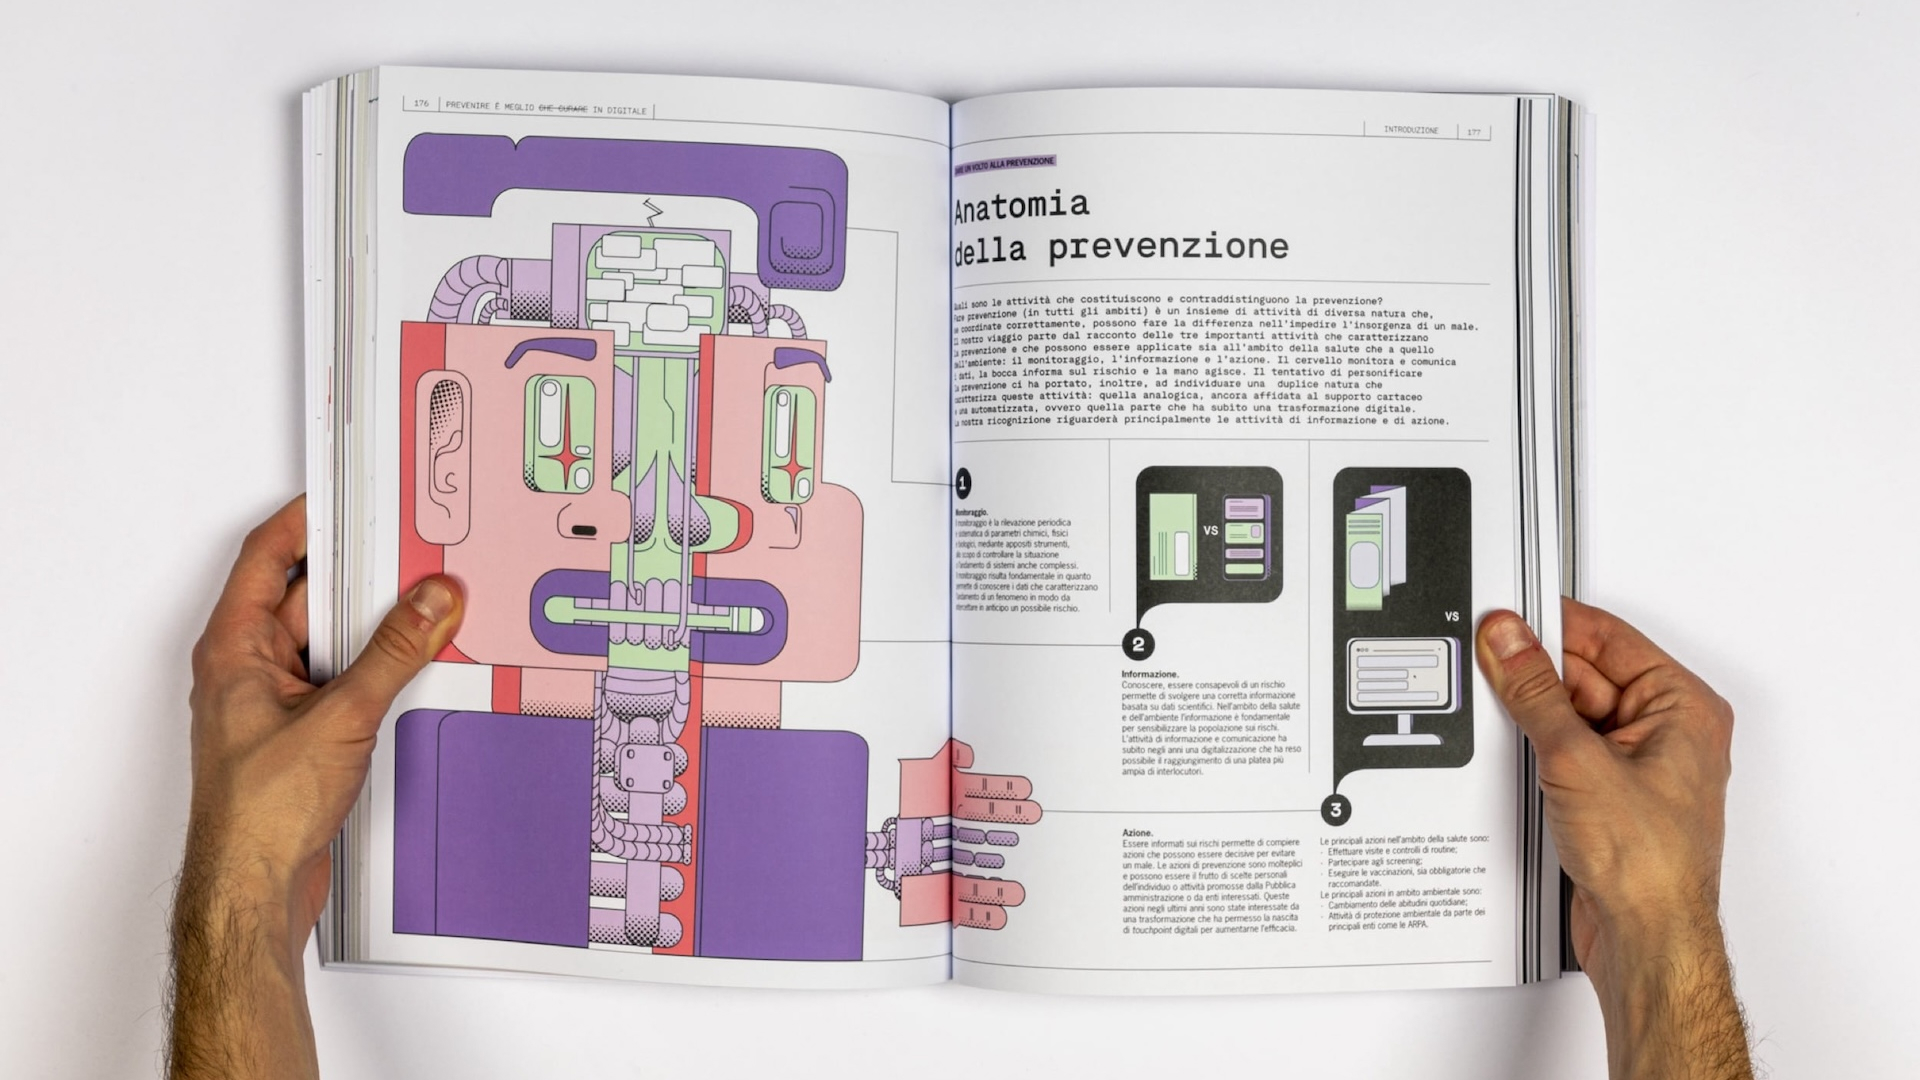 176
PREVENIRE È MEGLIO CHE CURARE IN DIGITALE
INTRODUZIONE
177
UN VOLTO ALLA PREVENZIONE
Anatomia
della prevenzione
sono le attività che costituiscono e contraddistinguono la prevenzione?
prevenzione (in tutti gli ambiti) è un insieme di attività di diversa natura che,
coordinate correttamente, possono fare la differenza nell'impedire l'insorgenza di un male.
nostro viaggio parte dal racconto delle tre importanti attività che caratterizzano
prevenzione e che possono essere applicate sia all'ambito della salute che a quello
dell'ambiente: il monitoraggio, l'informazione e l'azione. Il cervello monitora e comunica
i dati, la bocca informa sul rischio e la mano agisce. Il tentativo di personificare
la prevenzione ci ha portato, inoltre, ad individuare una duplice natura che
caratterizza queste attività: quella analogica, ancora affidata al supporto cartaceo
e una automatizzata, ovvero quella parte che ha subito una trasformazione digitale.
La nostra ricognizione riguarderà principalmente le attività di informazione e di azione.
1
Monitoraggio.
monitoraggio è la rilevazione periodica
sistematica di parametri chimici, fisici
biologici, mediante appositi strumenti,
scopo di controllare la situazione
l'andamento di sistemi anche complessi.
monitoraggio risulta fondamentale in quanto
permette di conoscere i dati che caratterizzano
l'andamento di un fenomeno in modo da
intercettare in anticipo un possibile rischio.
VS
2
Informazione.
Conoscere, essere consapevoli di un rischio
permette di svolgere una corretta informazione
basata su dati scientifici. Nell'ambito della salute
e dell'ambiente l'informazione è fondamentale
per sensibilizzare la popolazione sui rischi.
L'attività di informazione e comunicazione ha
subito negli anni una digitalizzazione che ha reso
possibile il raggiungimento di una platea più
ampia di interlocutori.
VS
3
Azione.
Essere informati sui rischi permette di compiere
azioni che possono essere decisive per evitare
un male. Le azioni di prevenzione sono molteplici
e possono essere il frutto di scelte personali
dell'individuo o attività promosse dalla Pubblica
amministrazione o da enti interessati. Queste
azioni negli ultimi anni sono state interessate da
una trasformazione che ha permesso la nascita
di touchpoint digitali per aumentarne l'efficacia.
Le principali azioni nell'ambito della salute sono:
- Effettuare visite e controlli di routine;
- Partecipare agli screening;
- Eseguire le vaccinazioni, sia obbligatorie che
raccomandate.
Le principali azioni in ambito ambientale sono:
- Cambiamento delle abitudini quotidiane;
- Attività di protezione ambientale da parte dei
principali enti come le ARPA.